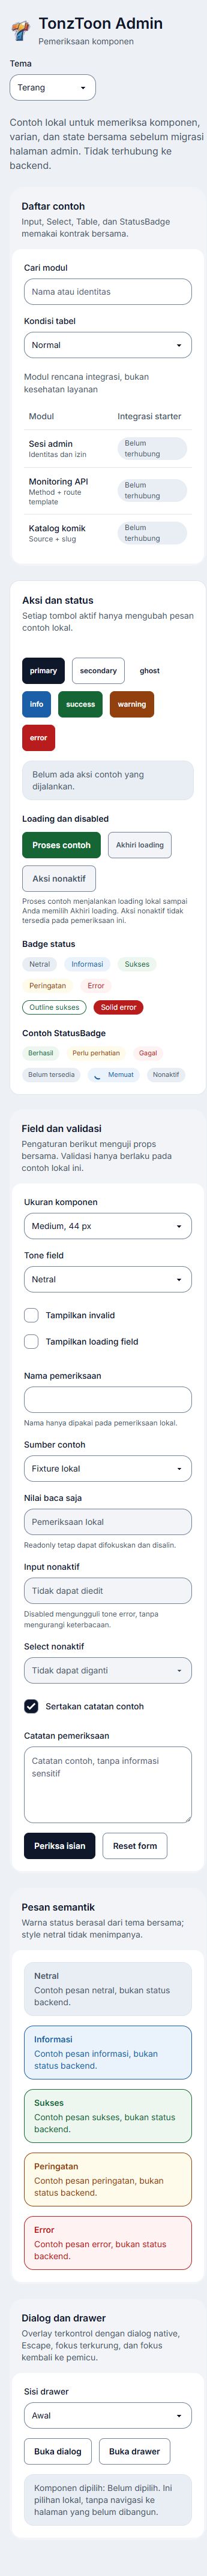 TonzToon Admin
Pemeriksaan komponen
Tema
Terang
Contoh lokal untuk memeriksa komponen,
varian, dan state bersama sebelum migrasi
halaman admin. Tidak terhubung ke
backend.
Daftar contoh
Input, Select, Table, dan StatusBadge
memakai kontrak bersama.
Cari modul
Nama atau identitas
Kondisi tabel
Normal
Modul rencana integrasi, bukan
kesehatan layanan
Modul Integrasi starter
Sesi admin
Identitas dan izin
Belum
terhubung
Monitoring API
Method + route
template
Belum
terhubung
Katalog komik
Source + slug
Belum
terhubung
Aksi dan status
Setiap tombol aktif hanya mengubah pesan
contoh lokal.
primary secondary ghost
info success warning
error
Belum ada aksi contoh yang
dijalankan.
Loading dan disabled
Proses contoh Akhiri loading
Aksi nonaktif
Proses contoh menjalankan loading lokal sampai
Anda memilih Akhiri loading. Aksi nonaktif tidak
tersedia pada pemeriksaan ini.
Badge status
Netral Informasi Sukses
Peringatan Error
Outline sukses Solid error
Contoh StatusBadge
Berhasil Perlu perhatian Gagal
Belum tersedia Memuat Nonaktif
Field dan validasi
Pengaturan berikut menguji props
bersama. Validasi hanya berlaku pada
contoh lokal ini.
Ukuran komponen
Medium, 44 px
Tone field
Netral
Tampilkan invalid
Tampilkan loading field
Nama pemeriksaan
Nama hanya dipakai pada pemeriksaan lokal.
Sumber contoh
Fixture lokal
Nilai baca saja
Pemeriksaan lokal
Readonly tetap dapat difokuskan dan disalin.
Input nonaktif
Tidak dapat diedit
Disabled mengungguli tone error, tanpa
mengurangi keterbacaan.
Select nonaktif
Tidak dapat diganti
Sertakan catatan contoh
Catatan pemeriksaan
Catatan contoh, tanpa informasi
sensitif
Periksa isian Reset form
Pesan semantik
Warna status berasal dari tema bersama;
style netral tidak menimpanya.
Netral
Contoh pesan netral, bukan status
backend.
Informasi
Contoh pesan informasi, bukan
status backend.
Sukses
Contoh pesan sukses, bukan status
backend.
Peringatan
Contoh pesan peringatan, bukan
status backend.
Error
Contoh pesan error, bukan status
backend.
Dialog dan drawer
Overlay terkontrol dengan dialog native,
Escape, fokus terkurung, dan fokus
kembali ke pemicu.
Sisi drawer
Awal
Buka dialog Buka drawer
Komponen dipilih: Belum dipilih. Ini
pilihan lokal, tanpa navigasi ke
halaman yang belum dibangun.